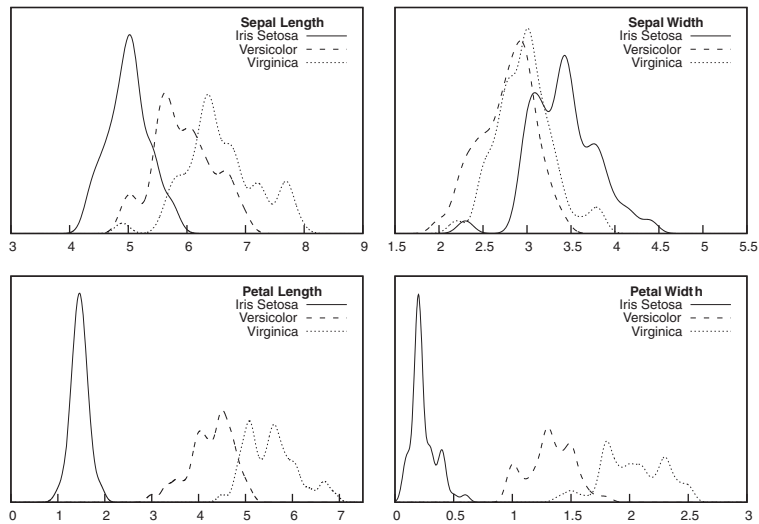 Sepal Length
Iris Setosa
Versicolor
Virginica
3 4 5 6 7 8 9
Sepal Width
Iris Setosa
Versicolor
Virginica
1.5 2 2.5 3 3.5 4 4.5 5 5.5
Petal Length
Iris Setosa
Versicolor
Virginica
0 1 2 3 4 5 6 7
Petal Width
Iris Setosa
Versicolor
Virginica
0 0.5 1 1.5 2 2.5 3